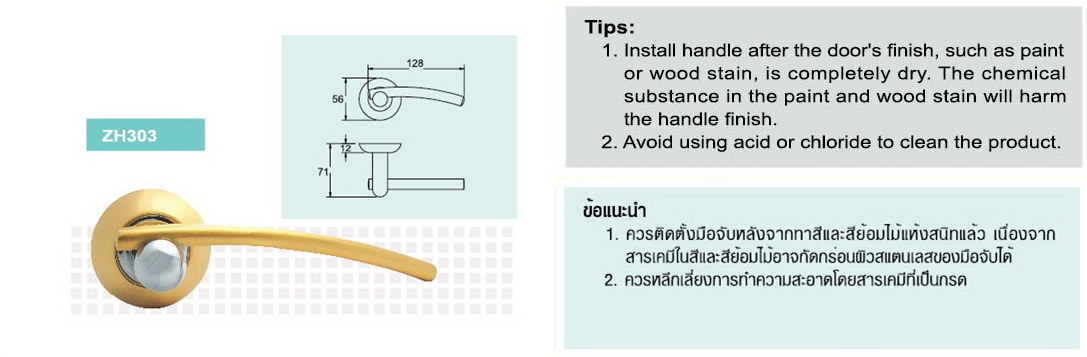 ZH303
128
56
12
71
Tips:
1. Install handle after the door's finish, such as paint
or wood stain, is completely dry. The chemical
substance in the paint and wood stain will harm
the handle finish.
2. Avoid using acid or chloride to clean the product.
ข้อแนะนำ
1. ควรติดตั้งมือจับหลังจากทาสีและสีย้อมไม้แห้งสนิทแล้ว เนื่องจาก
สารเคมีในสีและสีย้อมไม้อาจกัดกร่อนผิวสแตนเลสของมือจับได้
2. ควรหลีกเลี่ยงการทำความสะอาดโดยสารเคมีที่เป็นกรด